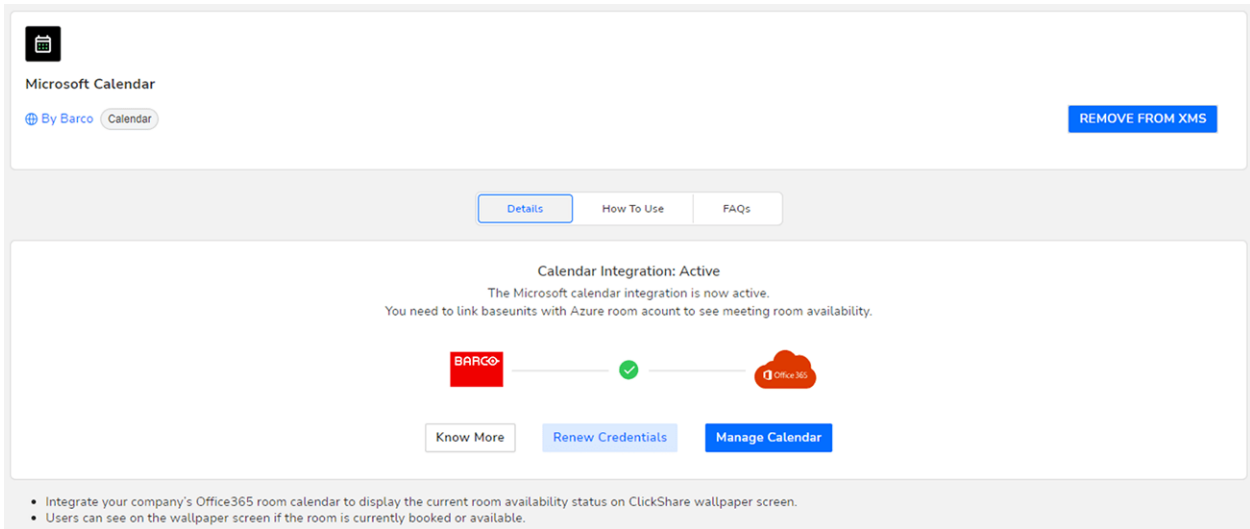 Microsoft Calendar
By Barco Calendar
REMOVE FROM XMS
Details How To Use FAQs
Calendar Integration: Active
The Microsoft calendar integration is now active.
You need to link baseunits with Azure room acount to see meeting room availability.
BARCO
Office 365
Know More Renew Credentials Manage Calendar
• Integrate your company's Office365 room calendar to display the current room availability status on ClickShare wallpaper screen.
• Users can see on the wallpaper screen if the room is currently booked or available.